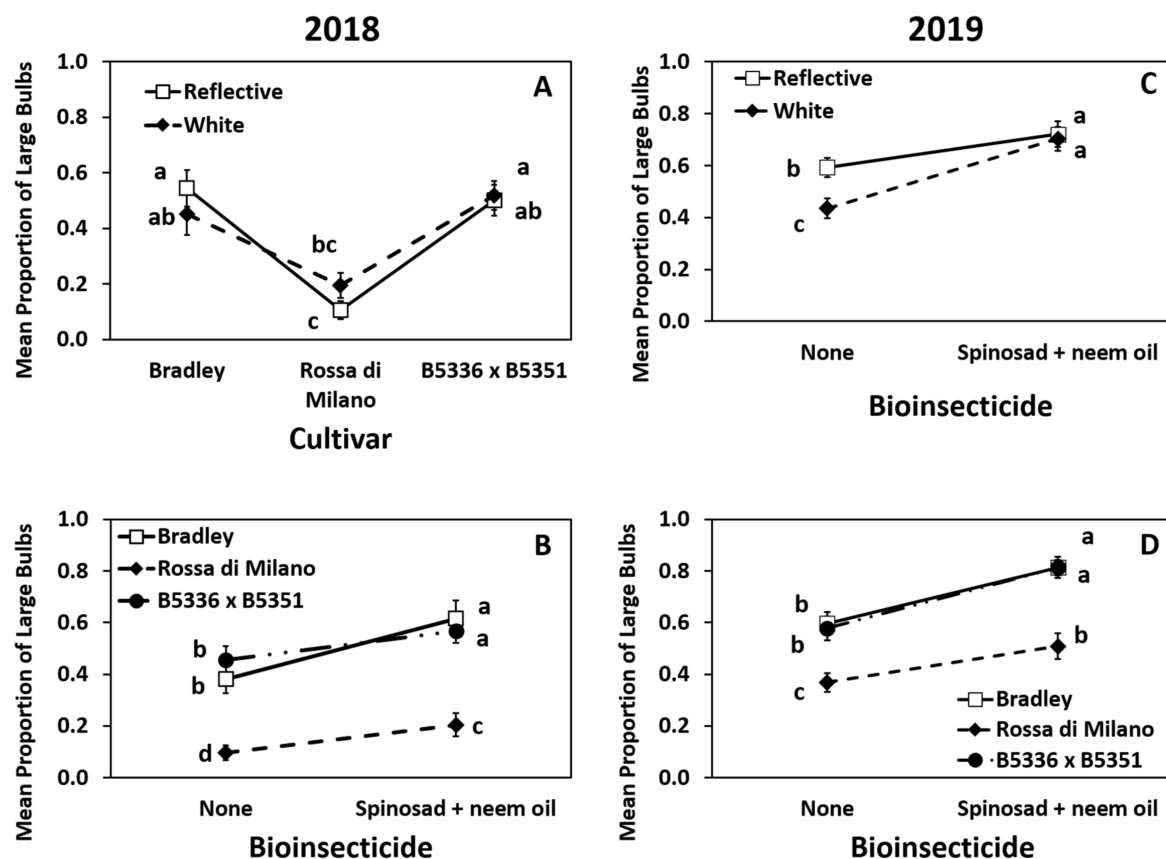 2018
Mean Proportion of Large Bulbs
1.0
0.8
0.6
0.4
0.2
0.0
Reflective
White
A
a
ab
bc
c
a
ab
Bradley
Rossa di
Milano
B5336 x B5351
Cultivar
2019
Mean Proportion of Large Bulbs
1.0
0.8
0.6
0.4
0.2
0.0
Reflective
White
C
b
c
a
a
None
Spinosad + neem oil
Bioinsecticide
Mean Proportion of Large Bulbs
1.0
0.8
0.6
0.4
0.2
0.0
Bradley
Rossa di Milano
B5336 x B5351
B
b
b
d
a
a
c
None
Spinosad + neem oil
Bioinsecticide
Mean Proportion of Large Bulbs
1.0
0.8
0.6
0.4
0.2
0.0
D
b
b
c
a
a
b
Bradley
Rossa di Milano
B5336 x B5351
None
Spinosad + neem oil
Bioinsecticide